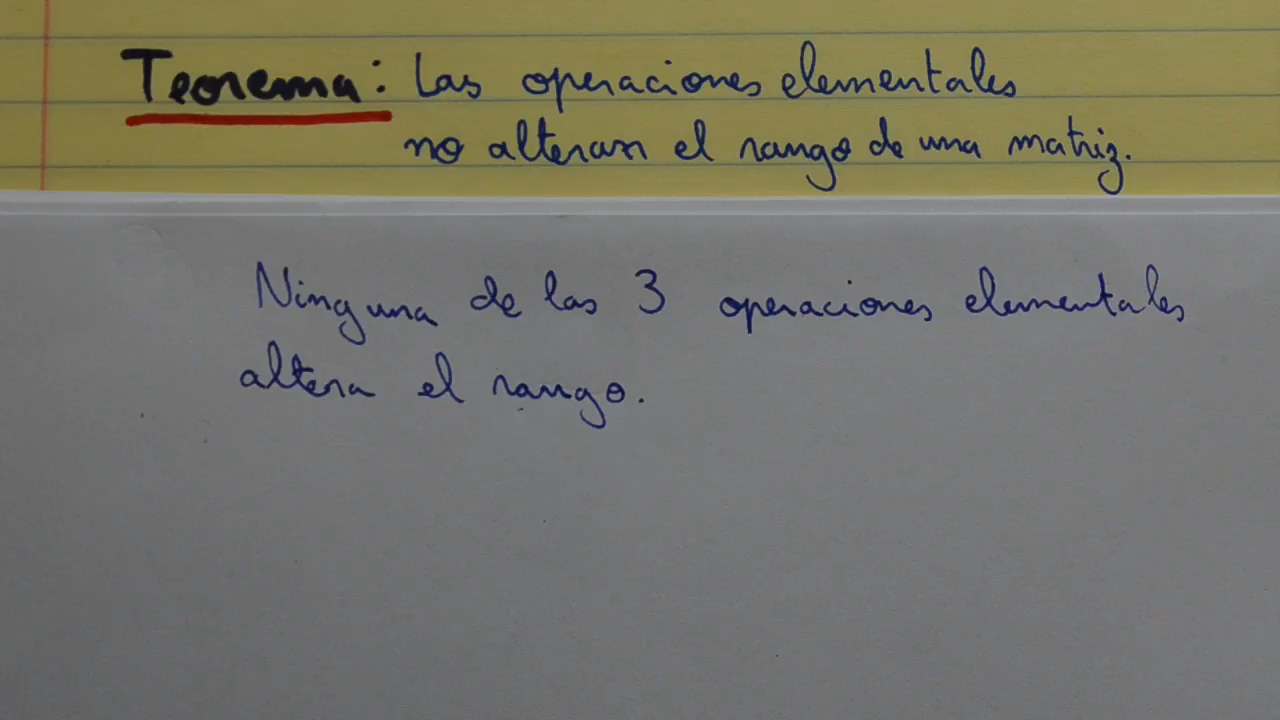 Teorema: Las operaciones elementales
no alteran el rango de una matriz.
Ninguna de las 3 operaciones elementales
altera el rango.